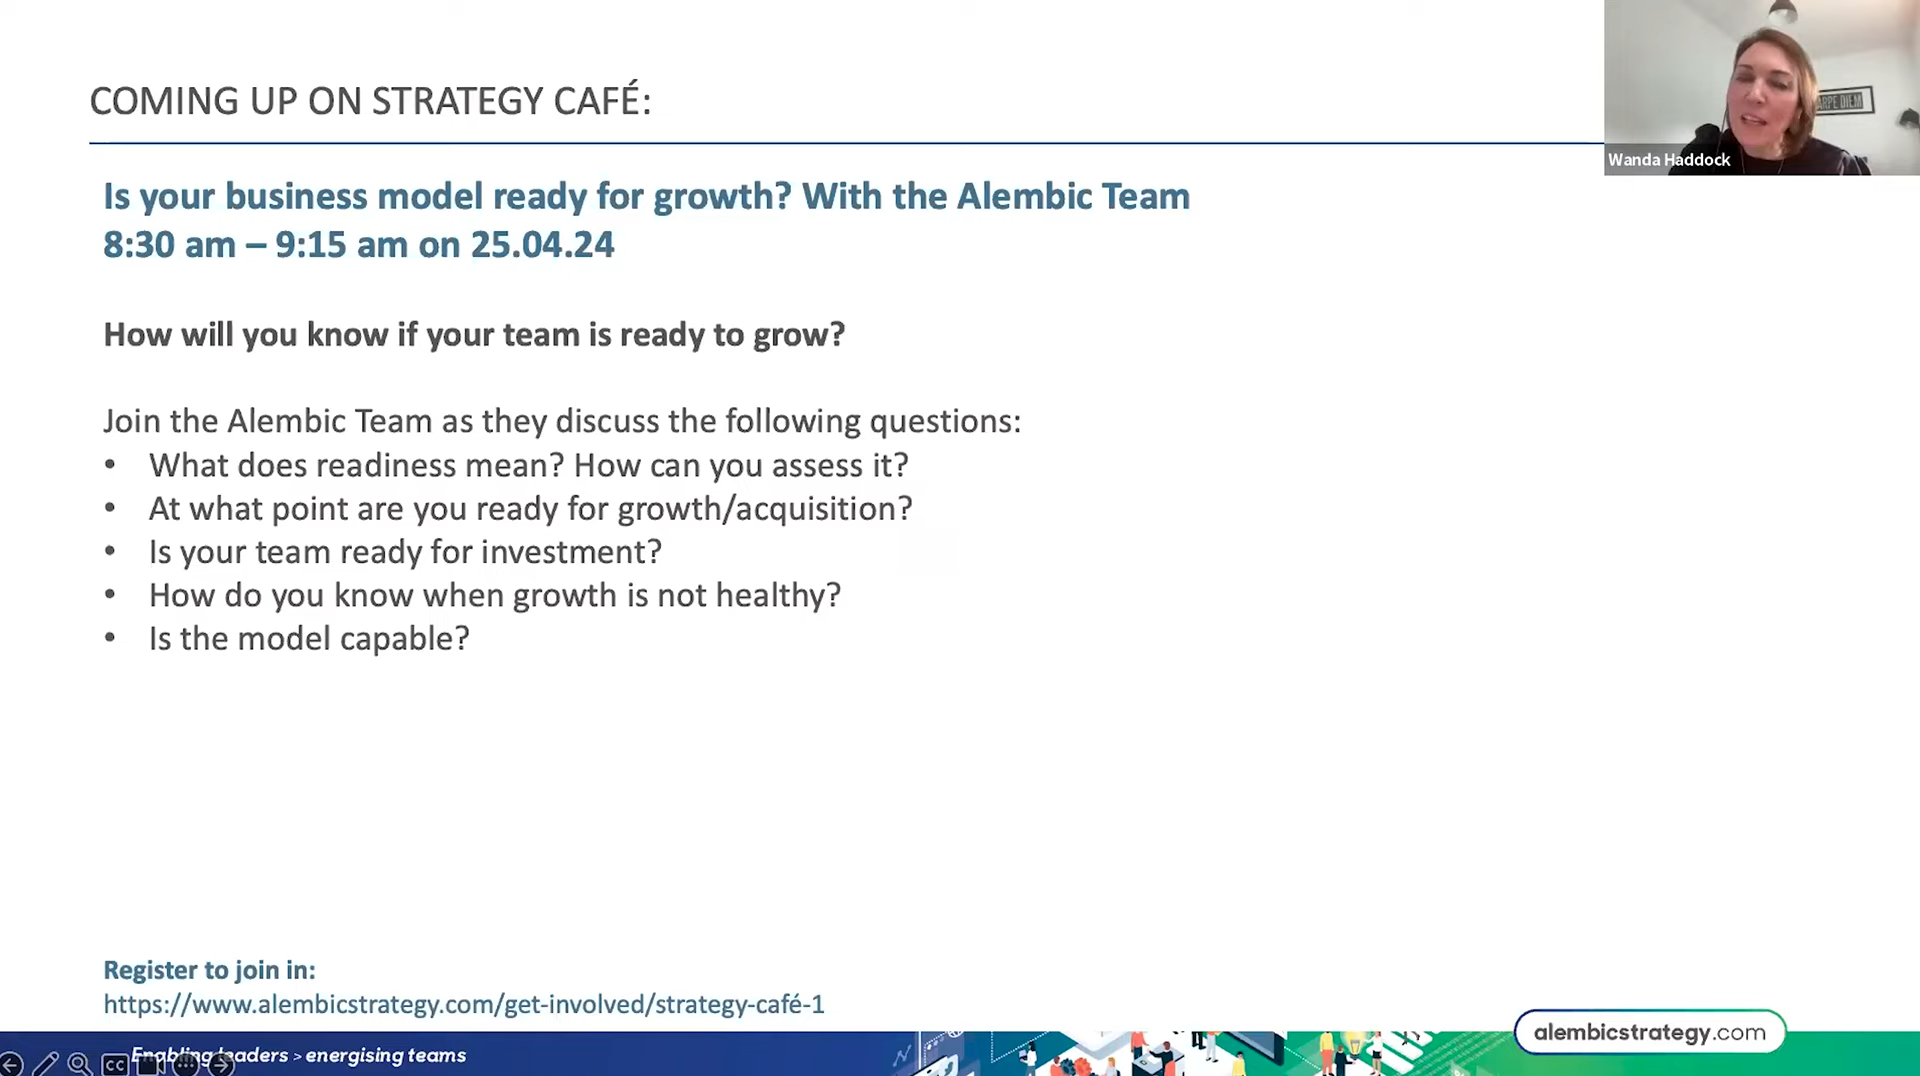 COMING UP ON STRATEGY CAFÉ:
ARPE DIEM
Wanda Haddock
Is your business model ready for growth? With the Alembic Team
8:30 am – 9:15 am on 25.04.24
How will you know if your team is ready to grow?
Join the Alembic Team as they discuss the following questions:
• What does readiness mean? How can you assess it?
• At what point are you ready for growth/acquisition?
• Is your team ready for investment?
• How do you know when growth is not healthy?
• Is the model capable?
Register to join in:
https://www.alembicstrategy.com/get-involved/strategy-café-1
alembicstrategy.com
Enabling leaders > energising teams
CC